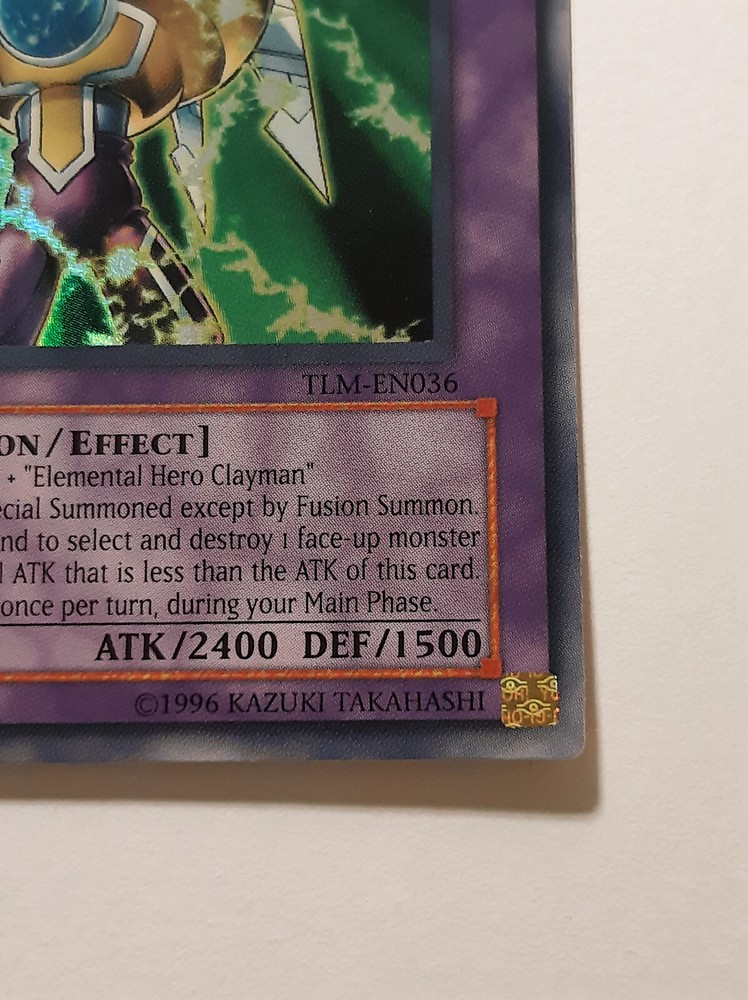 TLM-EN036
ON/EFFECT]
+ "Elemental Hero Clayman"
ecial Summoned except by Fusion Summon.
nd to select and destroy 1 face-up monster
l ATK that is less than the ATK of this card.
once per turn, during your Main Phase.
ATK/2400 DEF/1500
©1996 KAZUKI TAKAHASHI